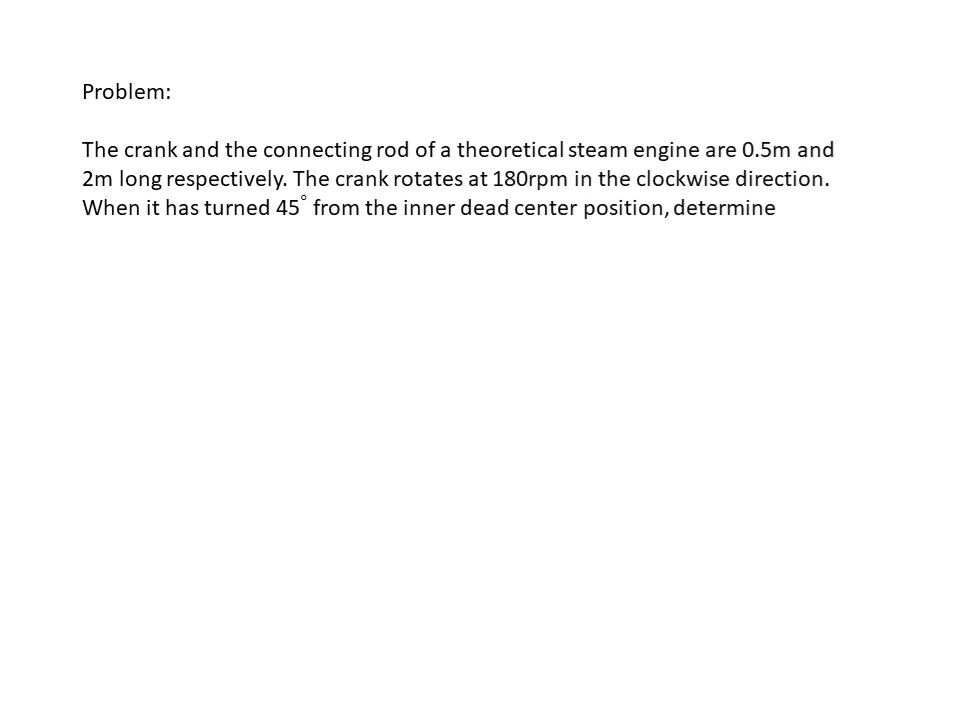 Problem:
The crank and the connecting rod of a theoretical steam engine are 0.5m and
2m long respectively. The crank rotates at 180rpm in the clockwise direction.
When it has turned 45° from the inner dead center position, determine